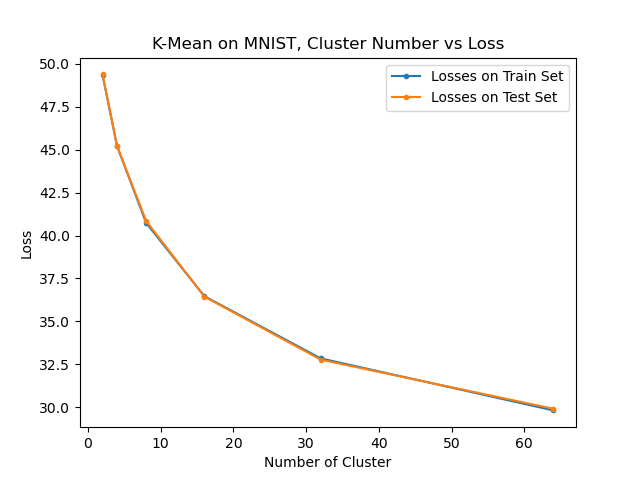 K-Mean on MNIST, Cluster Number vs Loss
50.0
47.5
45.0
42.5
40.0
37.5
35.0
32.5
30.0
Loss
Losses on Train Set
Losses on Test Set
0 10 20 30 40 50 60
Number of Cluster